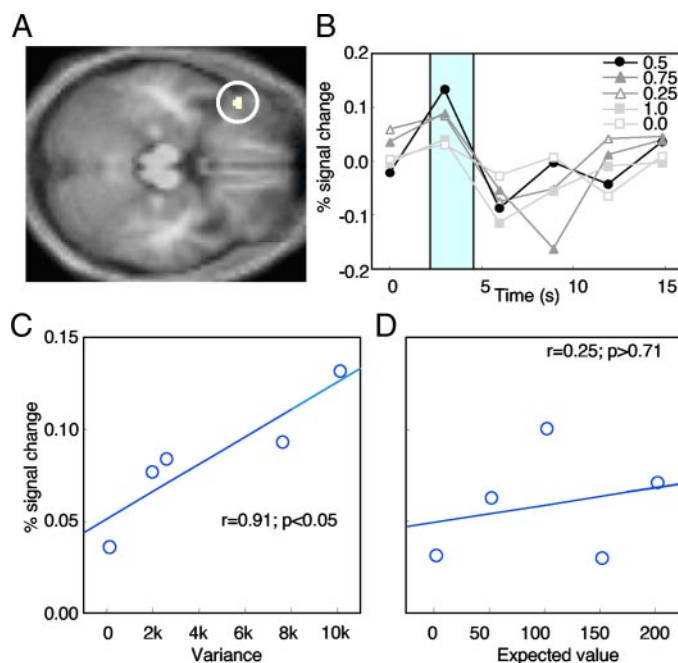 A
B
0.2
0.1
0.0
-0.1
-0.2
% signal change
0.5
0.75
0.25
1.0
0.0
0
5
10
15
Time (s)
C
0.15
0.10
0.05
0.00
% signal change
r=0.91; p<0.05
0
2k
4k
6k
8k
10k
Variance
D
r=0.25; p>0.71
0
50
100
150
200
Expected value